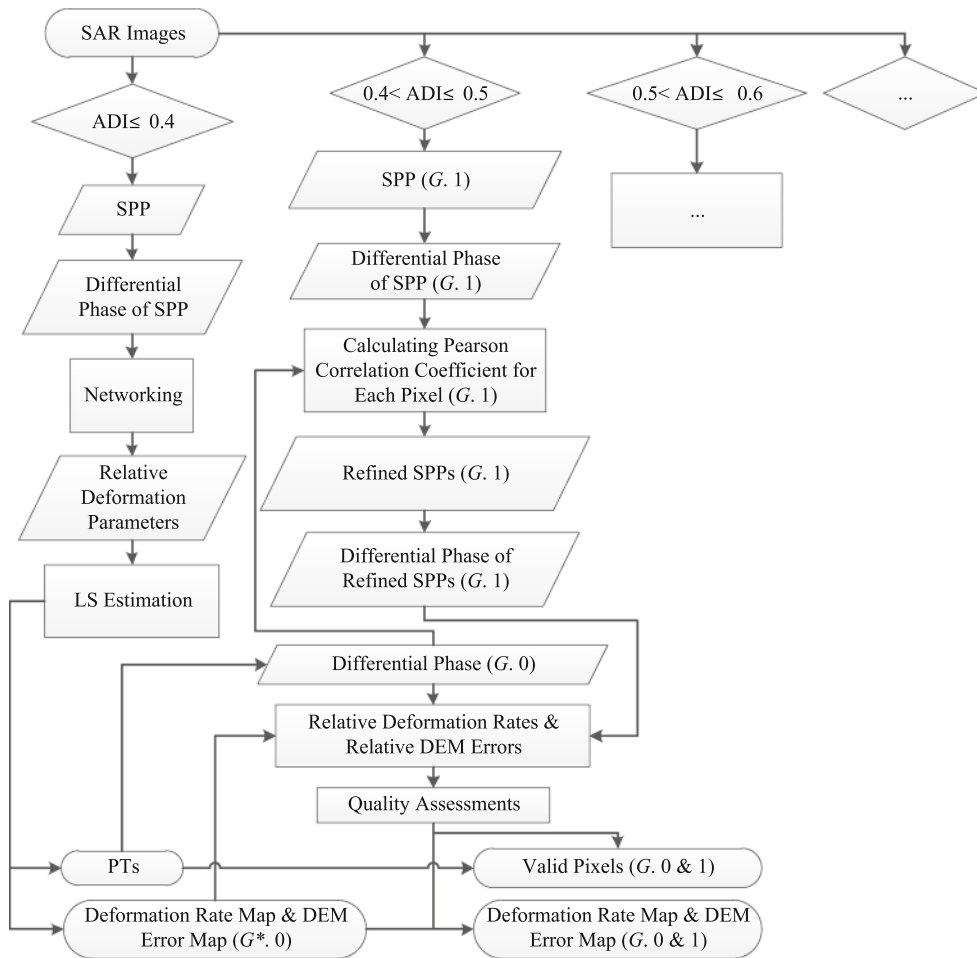 SAR Images
ADI≤ 0.4
0.4< ADI≤ 0.5
0.5< ADI≤ 0.6
...
SPP
Differential
Phase of SPP
Networking
Relative
Deformation
Parameters
LS Estimation
SPP (G. 1)
Differential Phase
of SPP (G. 1)
Calculating Pearson
Correlation Coefficient for
Each Pixel (G. 1)
Refined SPPs (G. 1)
Differential Phase of
Refined SPPs (G. 1)
...
Differential Phase (G. 0)
Relative Deformation Rates &
Relative DEM Errors
Quality Assessments
PTs
Valid Pixels (G. 0 & 1)
Deformation Rate Map & DEM
Error Map (G*. 0)
Deformation Rate Map & DEM
Error Map (G. 0 & 1)